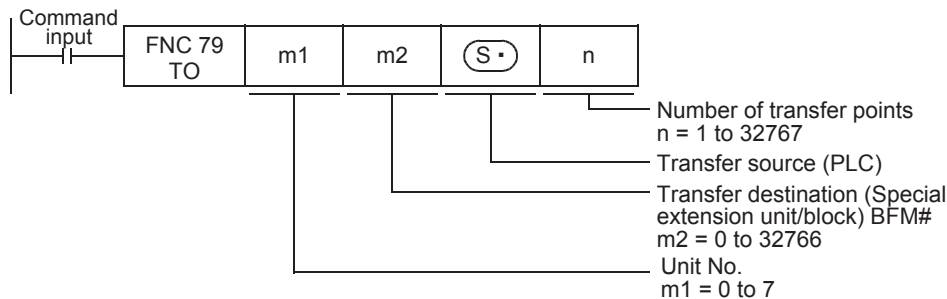 Command
input
FNC 79
TO
m1
m2
S·
n
Number of transfer points
n = 1 to 32767
Transfer source (PLC)
Transfer destination (Special
extension unit/block) BFM#
m2 = 0 to 32766
Unit No.
m1 = 0 to 7